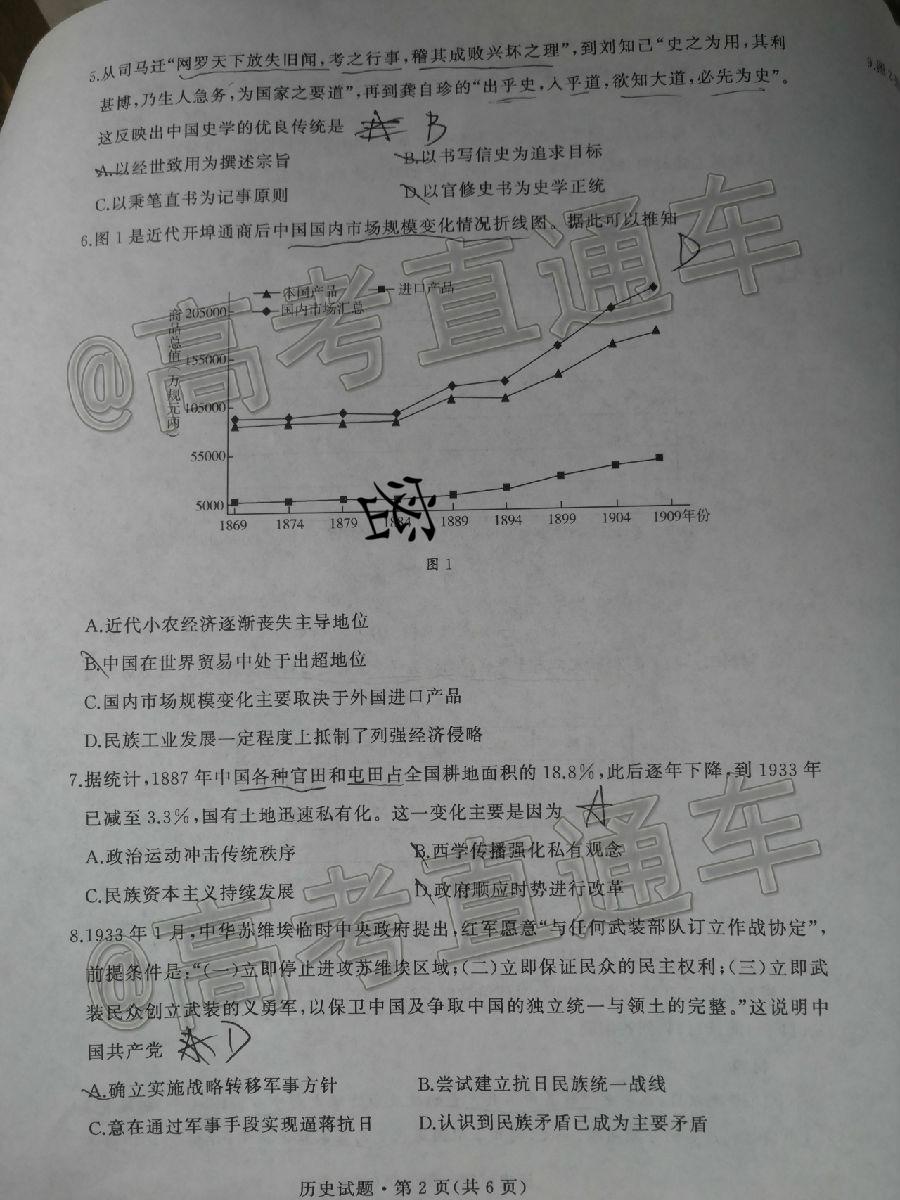 5.从司马迁“网罗天下放失旧闻,考之行事,稽其成败兴坏之理”,到刘知己“史之为用,其利
甚博,乃生人急务,为国家之要道”,再到龚自珍的“出乎史,入乎道,欲知大道,必先为史”。
这反映出中国史学的优良传统是 A B
A.以经世致用为撰述宗旨 B.以书写信史为追求目标
C.以秉笔直书为记事原则 D.以官修史书为史学正统
6.图1是近代开埠通商后中国国内市场规模变化情况折线图。据此可以推知
D
本国产品 进口产品
国内市场汇总
商品总值(万规元两)
205000
155000
105000
55000
5000
1869 1874 1879 1884 1889 1894 1899 1904 1909年份
密
图1
A.近代小农经济逐渐丧失主导地位
B.中国在世界贸易中处于出超地位
C.国内市场规模变化主要取决于外国进口产品
D.民族工业发展一定程度上抵制了列强经济侵略
7.据统计,1887年中国各种官田和屯田占全国耕地面积的18.8%,此后逐年下降,到1933年
已减至3.3%,国有土地迅速私有化。这一变化主要是因为 A
A.政治运动冲击传统秩序 B.西学传播强化私有观念
C.民族资本主义持续发展 D.政府顺应时势进行改革
8.1933年1月,中华苏维埃临时中央政府提出,红军愿意“与任何武装部队订立作战协定”,
前提条件是:“(一)立即停止进攻苏维埃区域;(二)立即保证民众的民主权利;(三)立即武
装民众创立武装的义勇军,以保卫中国及争取中国的独立统一与领土的完整。”这说明中
国共产党 A D
A.确立实施战略转移军事方针 B.尝试建立抗日民族统一战线
C.意在通过军事手段实现逼蒋抗日 D.认识到民族矛盾已成为主要矛盾
历史试题·第2页(共6页)
@高考直通车
@高考直通车